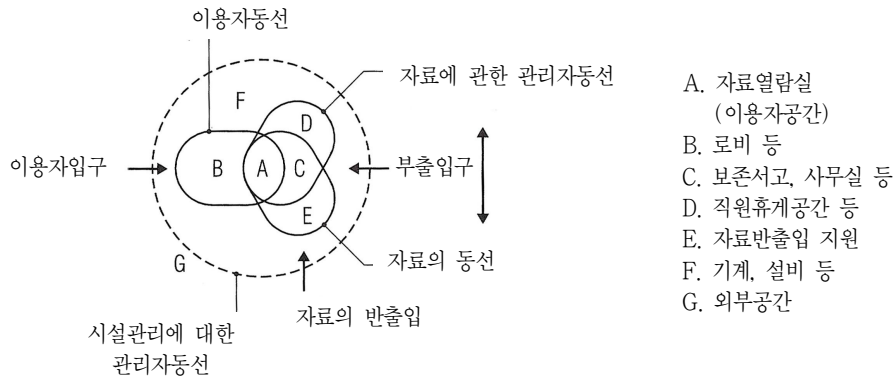 이용자동선
자료에 관한 관리자동선
F
D
이용자입구
B
A
C
부출입구
E
G
자료의 동선
자료의 반출입
시설관리에 대한
관리자동선
A. 자료열람실
(이용자공간)
B. 로비 등
C. 보존서고, 사무실 등
D. 직원휴게공간 등
E. 자료반출입 지원
F. 기계, 설비 등
G. 외부공간